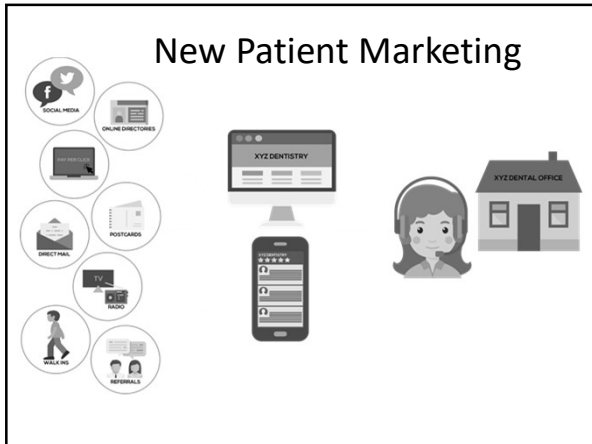 New Patient Marketing
SOCIAL MEDIA
ONLINE DIRECTORIES
PAY PER CLICK
POSTCARDS
DIRECT MAIL
TV
RADIO
WALK INS
REFERRALS
XYZ DENTISTRY
XYZ DENTISTRY
XYZ DENTAL OFFICE